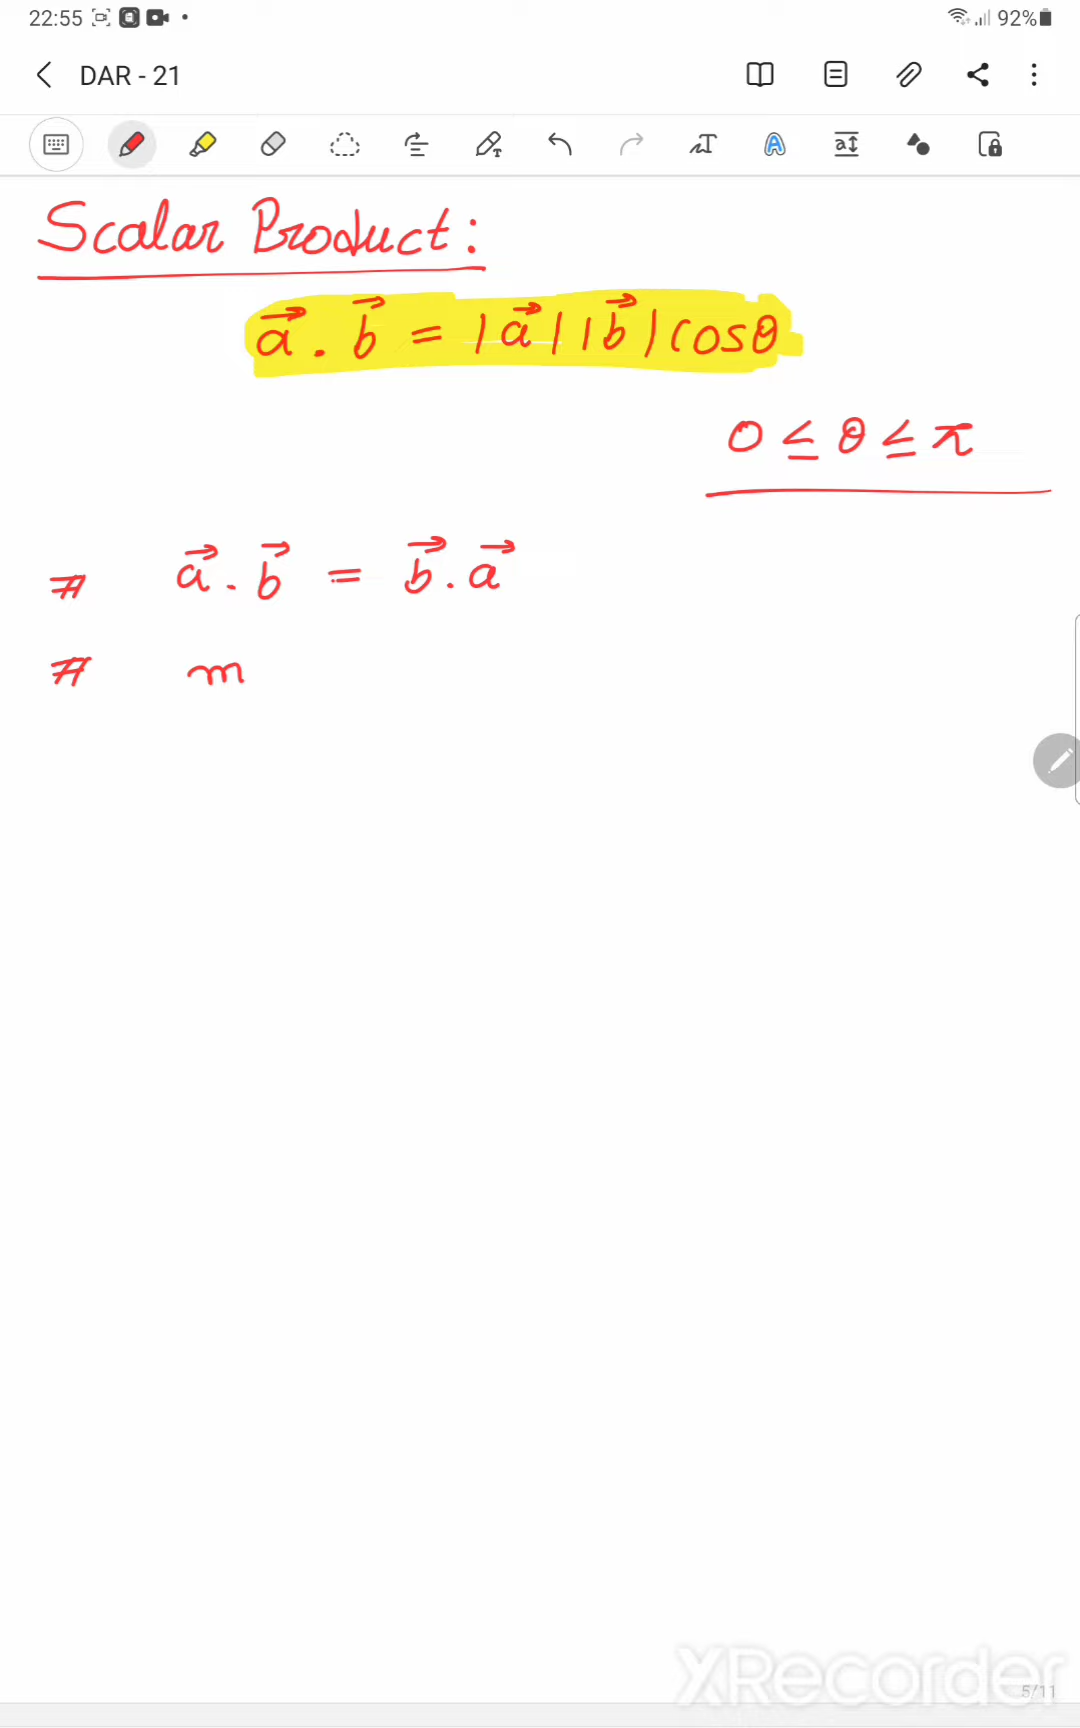 22:55 92%
DAR - 21
Scalar Product:
a⃗ . b⃗ = |a⃗||b⃗|cosθ
0 ≤ θ ≤ π
# a⃗ . b⃗ = b⃗ . a⃗
# m
XRecorder
5/11